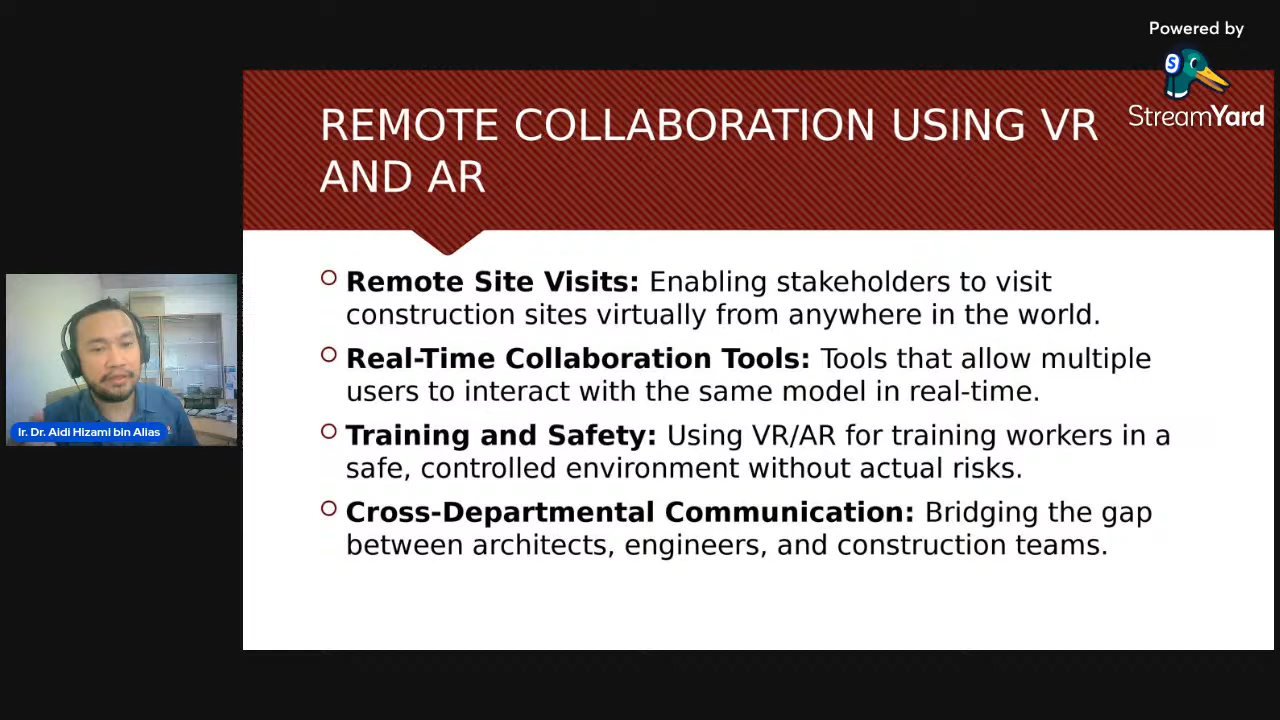 Powered by
StreamYard
REMOTE COLLABORATION USING VR
AND AR
Remote Site Visits: Enabling stakeholders to visit
construction sites virtually from anywhere in the world.
Real-Time Collaboration Tools: Tools that allow multiple
users to interact with the same model in real-time.
Training and Safety: Using VR/AR for training workers in a
safe, controlled environment without actual risks.
Cross-Departmental Communication: Bridging the gap
between architects, engineers, and construction teams.
Ir. Dr. Aidi Hizami bin Alias